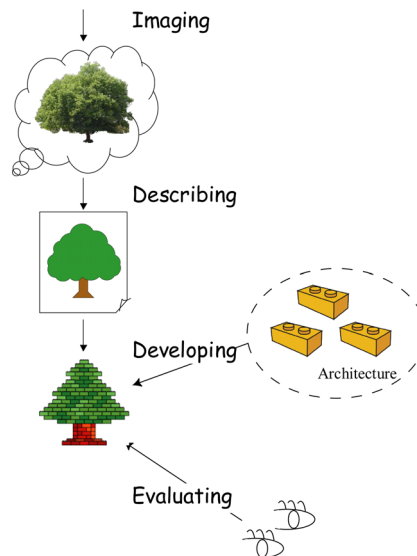 Imaging
Describing
Developing
Architecture
Evaluating